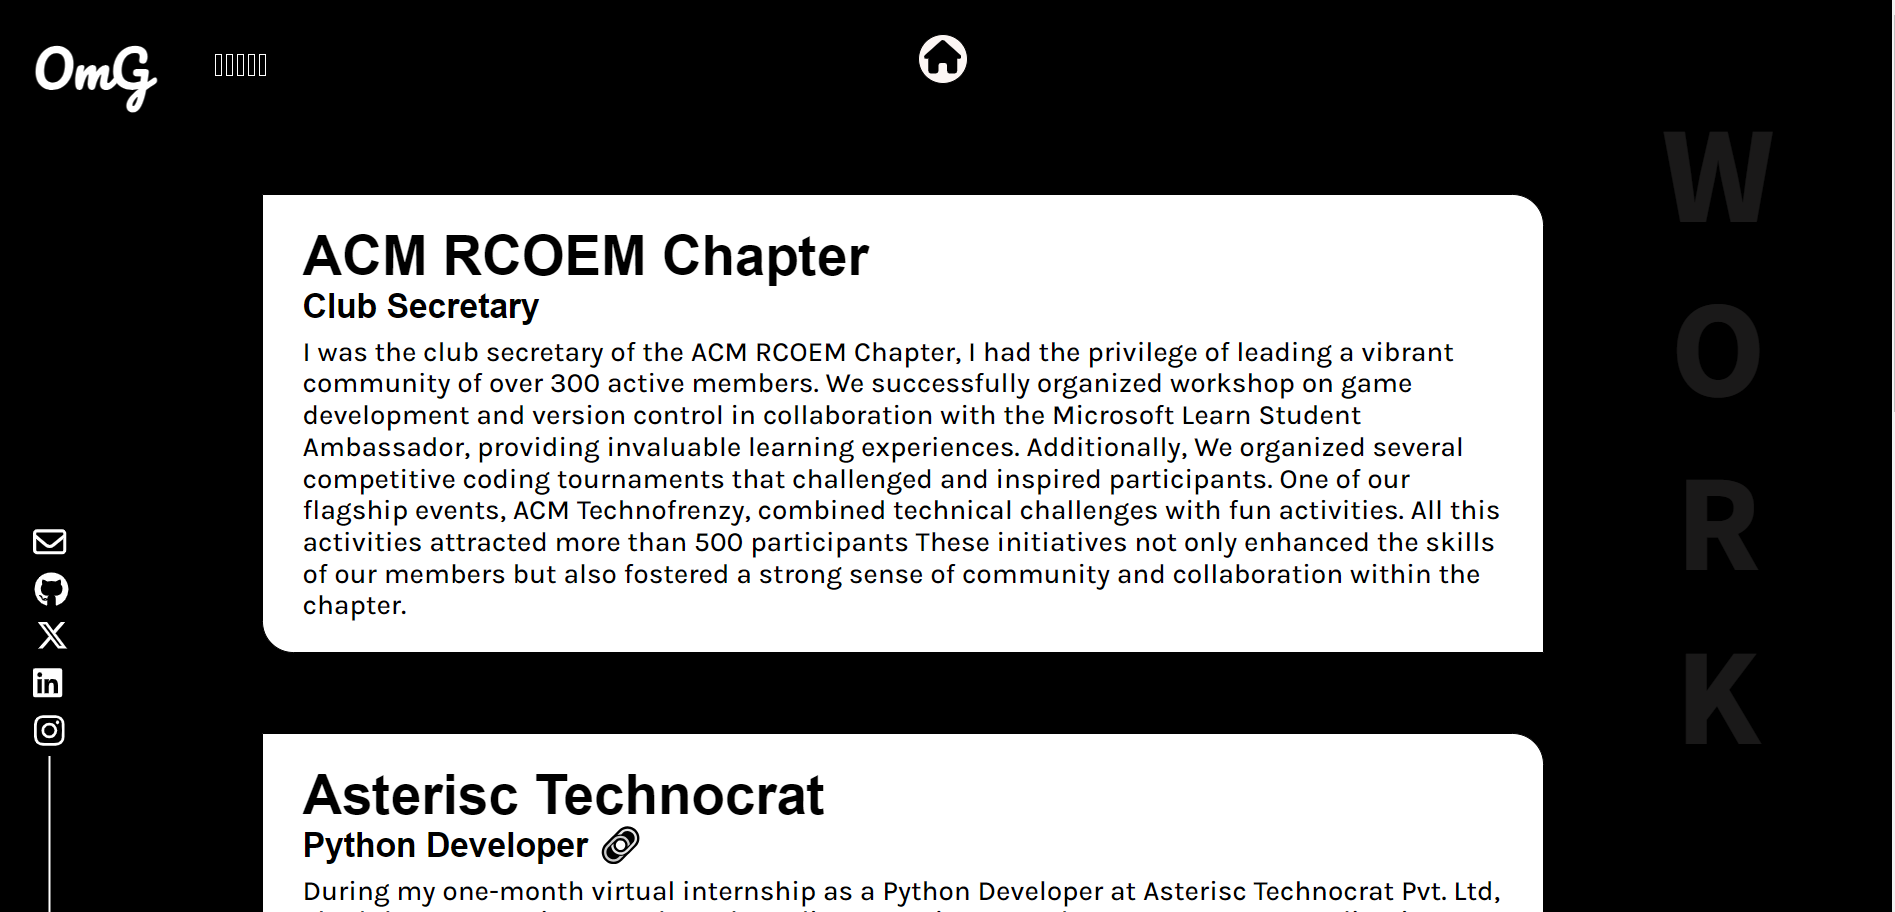 OmG
W
O
R
K
ACM RCOEM Chapter
Club Secretary
I was the club secretary of the ACM RCOEM Chapter, I had the privilege of leading a vibrant
community of over 300 active members. We successfully organized workshop on game
development and version control in collaboration with the Microsoft Learn Student
Ambassador, providing invaluable learning experiences. Additionally, We organized several
competitive coding tournaments that challenged and inspired participants. One of our
flagship events, ACM Technofrenzy, combined technical challenges with fun activities. All this
activities attracted more than 500 participants These initiatives not only enhanced the skills
of our members but also fostered a strong sense of community and collaboration within the
chapter.
Asterisc Technocrat
Python Developer
During my one-month virtual internship as a Python Developer at Asterisc Technocrat Pvt. Ltd,